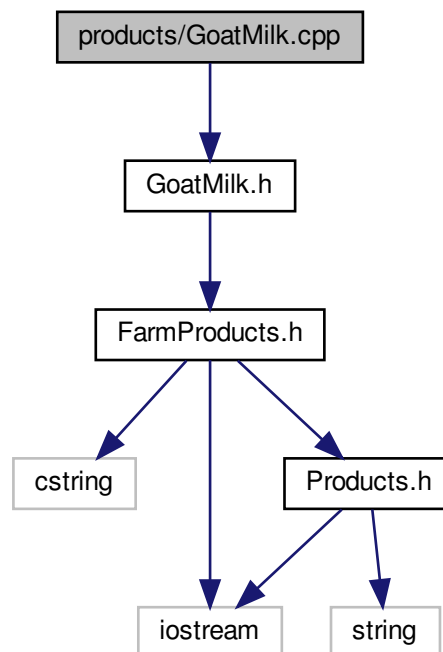 products/GoatMilk.cpp
GoatMilk.h
FarmProducts.h
cstring
Products.h
iostream
string